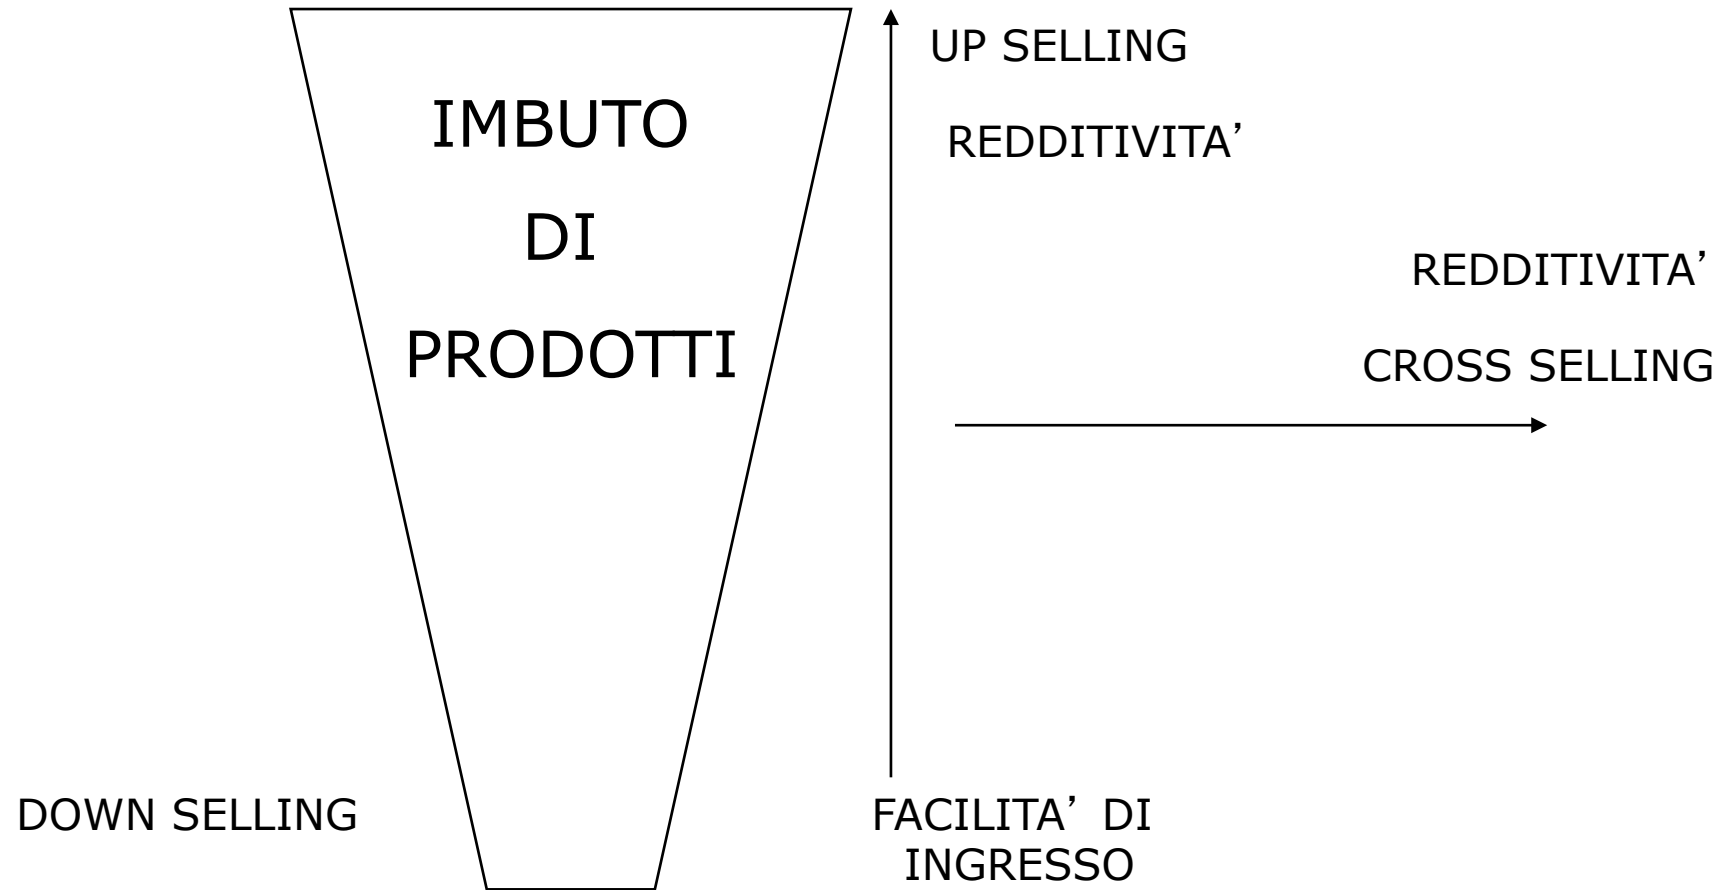 IMBUTO
DI
PRODOTTI
UP SELLING
REDDITIVITA’
REDDITIVITA’
CROSS SELLING
DOWN SELLING
FACILITA’ DI
INGRESSO